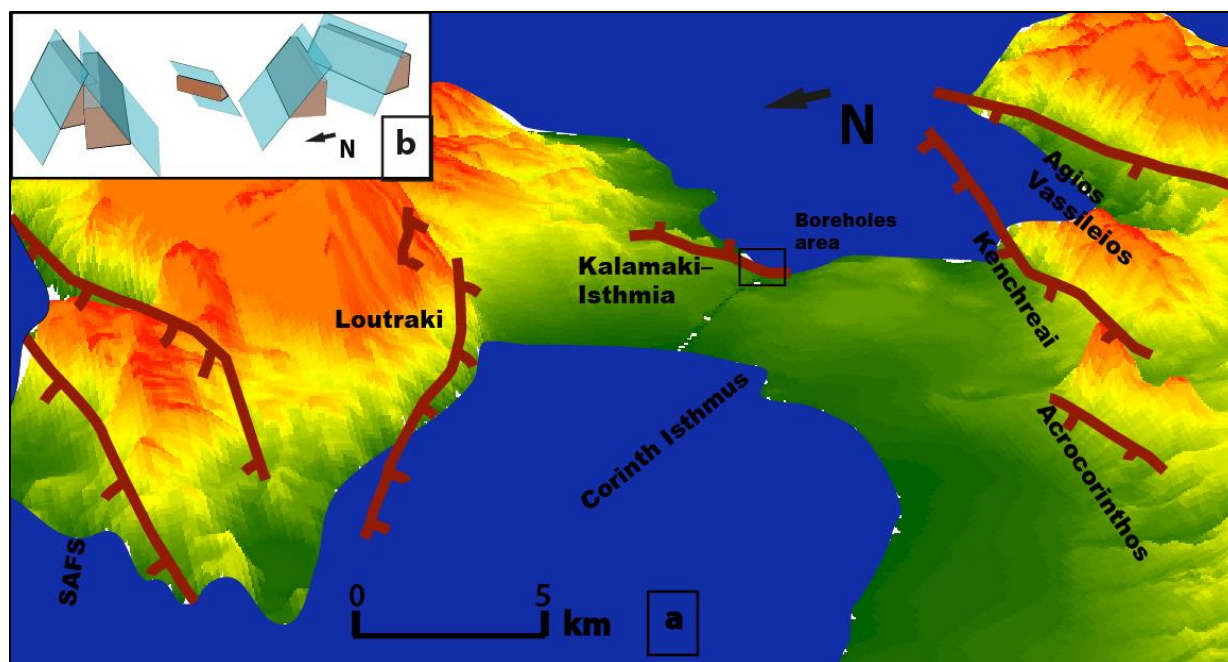 N
b
N
Agios
Vassileios
Boreholes
area
Kalamaki–
Isthmia
Kenchreai
Loutraki
Corinth Isthmus
Acrocorinthos
SAFS
0 5
km
a